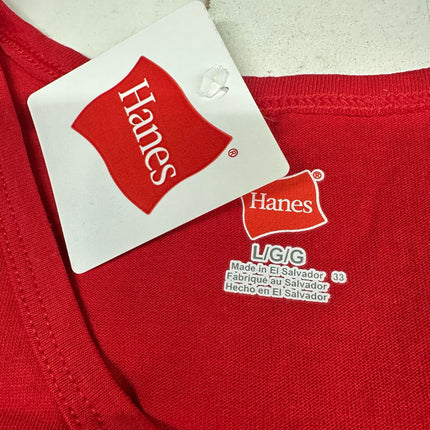 Hanes®
Hanes®
L/G/G
Made in El Salvador 33
Fabriqué au Salvador
Hecho en El Salvador